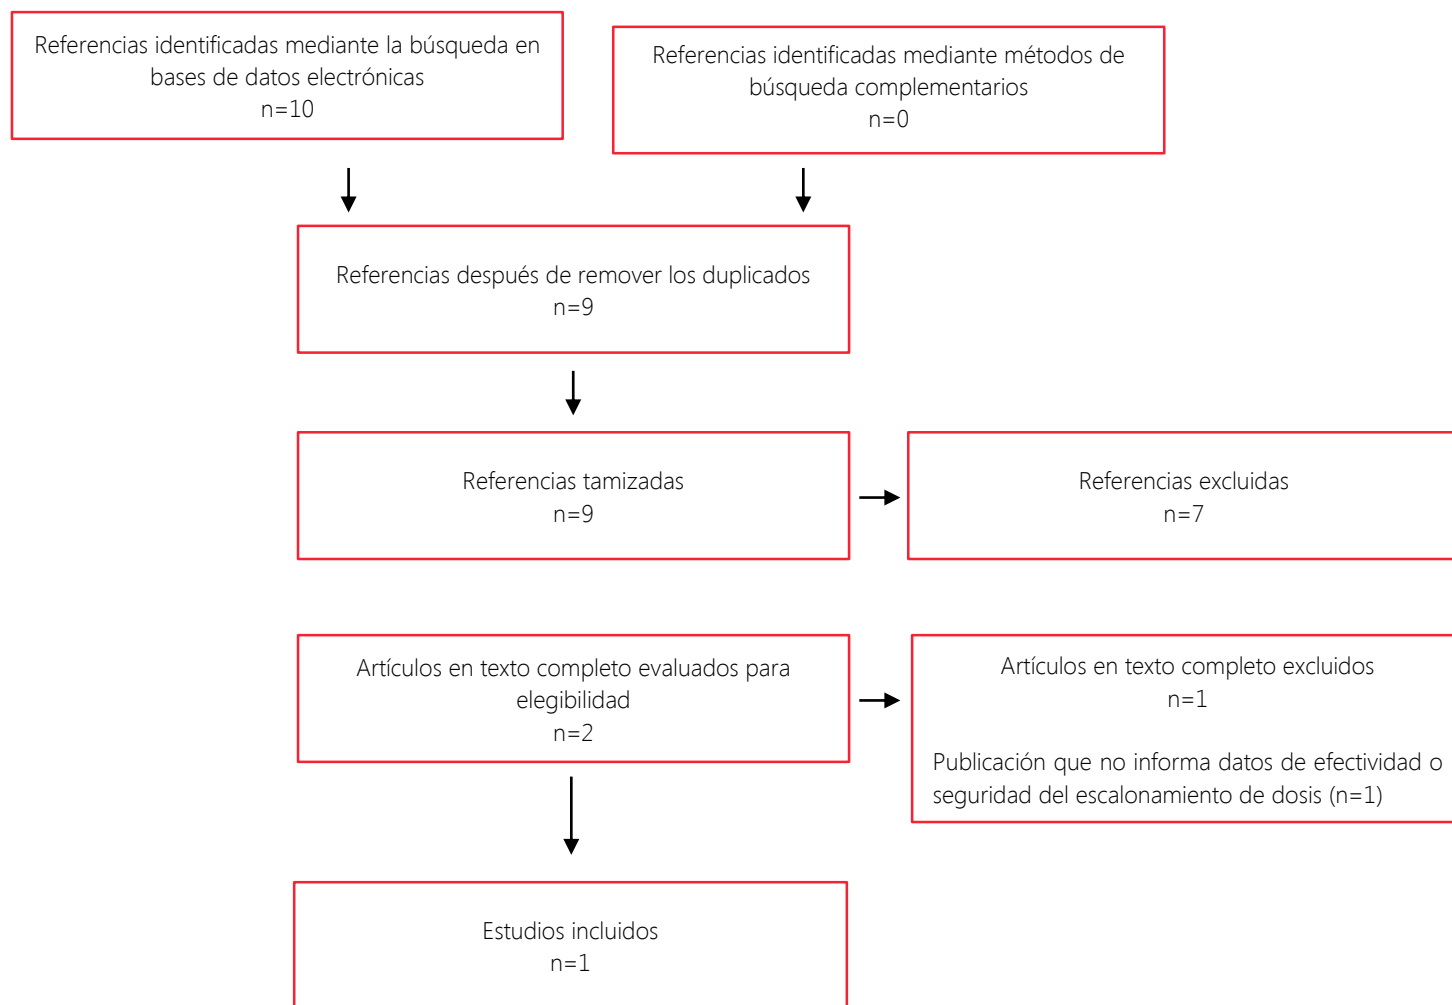 Referencias identificadas mediante la búsqueda en
bases de datos electrónicas
n=10
Referencias identificadas mediante métodos de
búsqueda complementarios
n=0
Referencias después de remover los duplicados
n=9
Referencias tamizadas
n=9
Referencias excluidas
n=7
Artículos en texto completo evaluados para
elegibilidad
n=2
Artículos en texto completo excluidos
n=1
Publicación que no informa datos de efectividad o
seguridad del escalonamiento de dosis (n=1)
Estudios incluidos
n=1